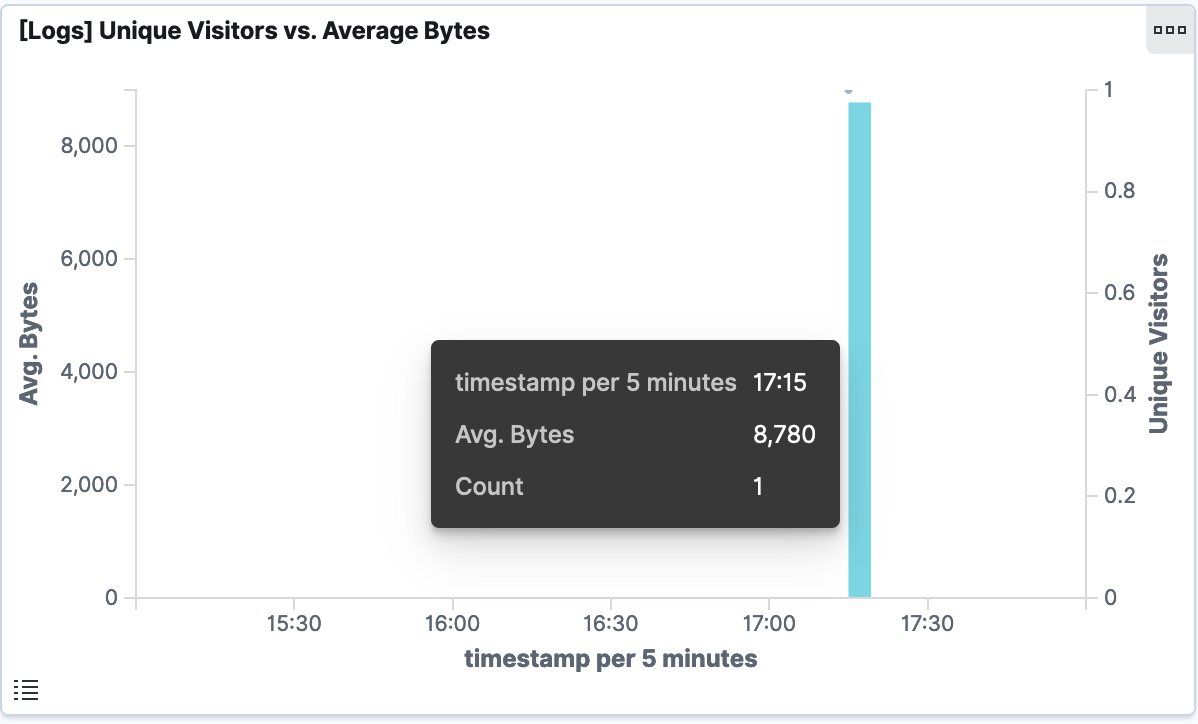 [Logs] Unique Visitors vs. Average Bytes
1
8,000
0.8
6,000
0.6
Avg. Bytes
Unique Visitors
4,000
0.4
timestamp per 5 minutes 17:15
Avg. Bytes 8,780
Count 1
2,000
0.2
0
0
15:30 16:00 16:30 17:00 17:30
timestamp per 5 minutes